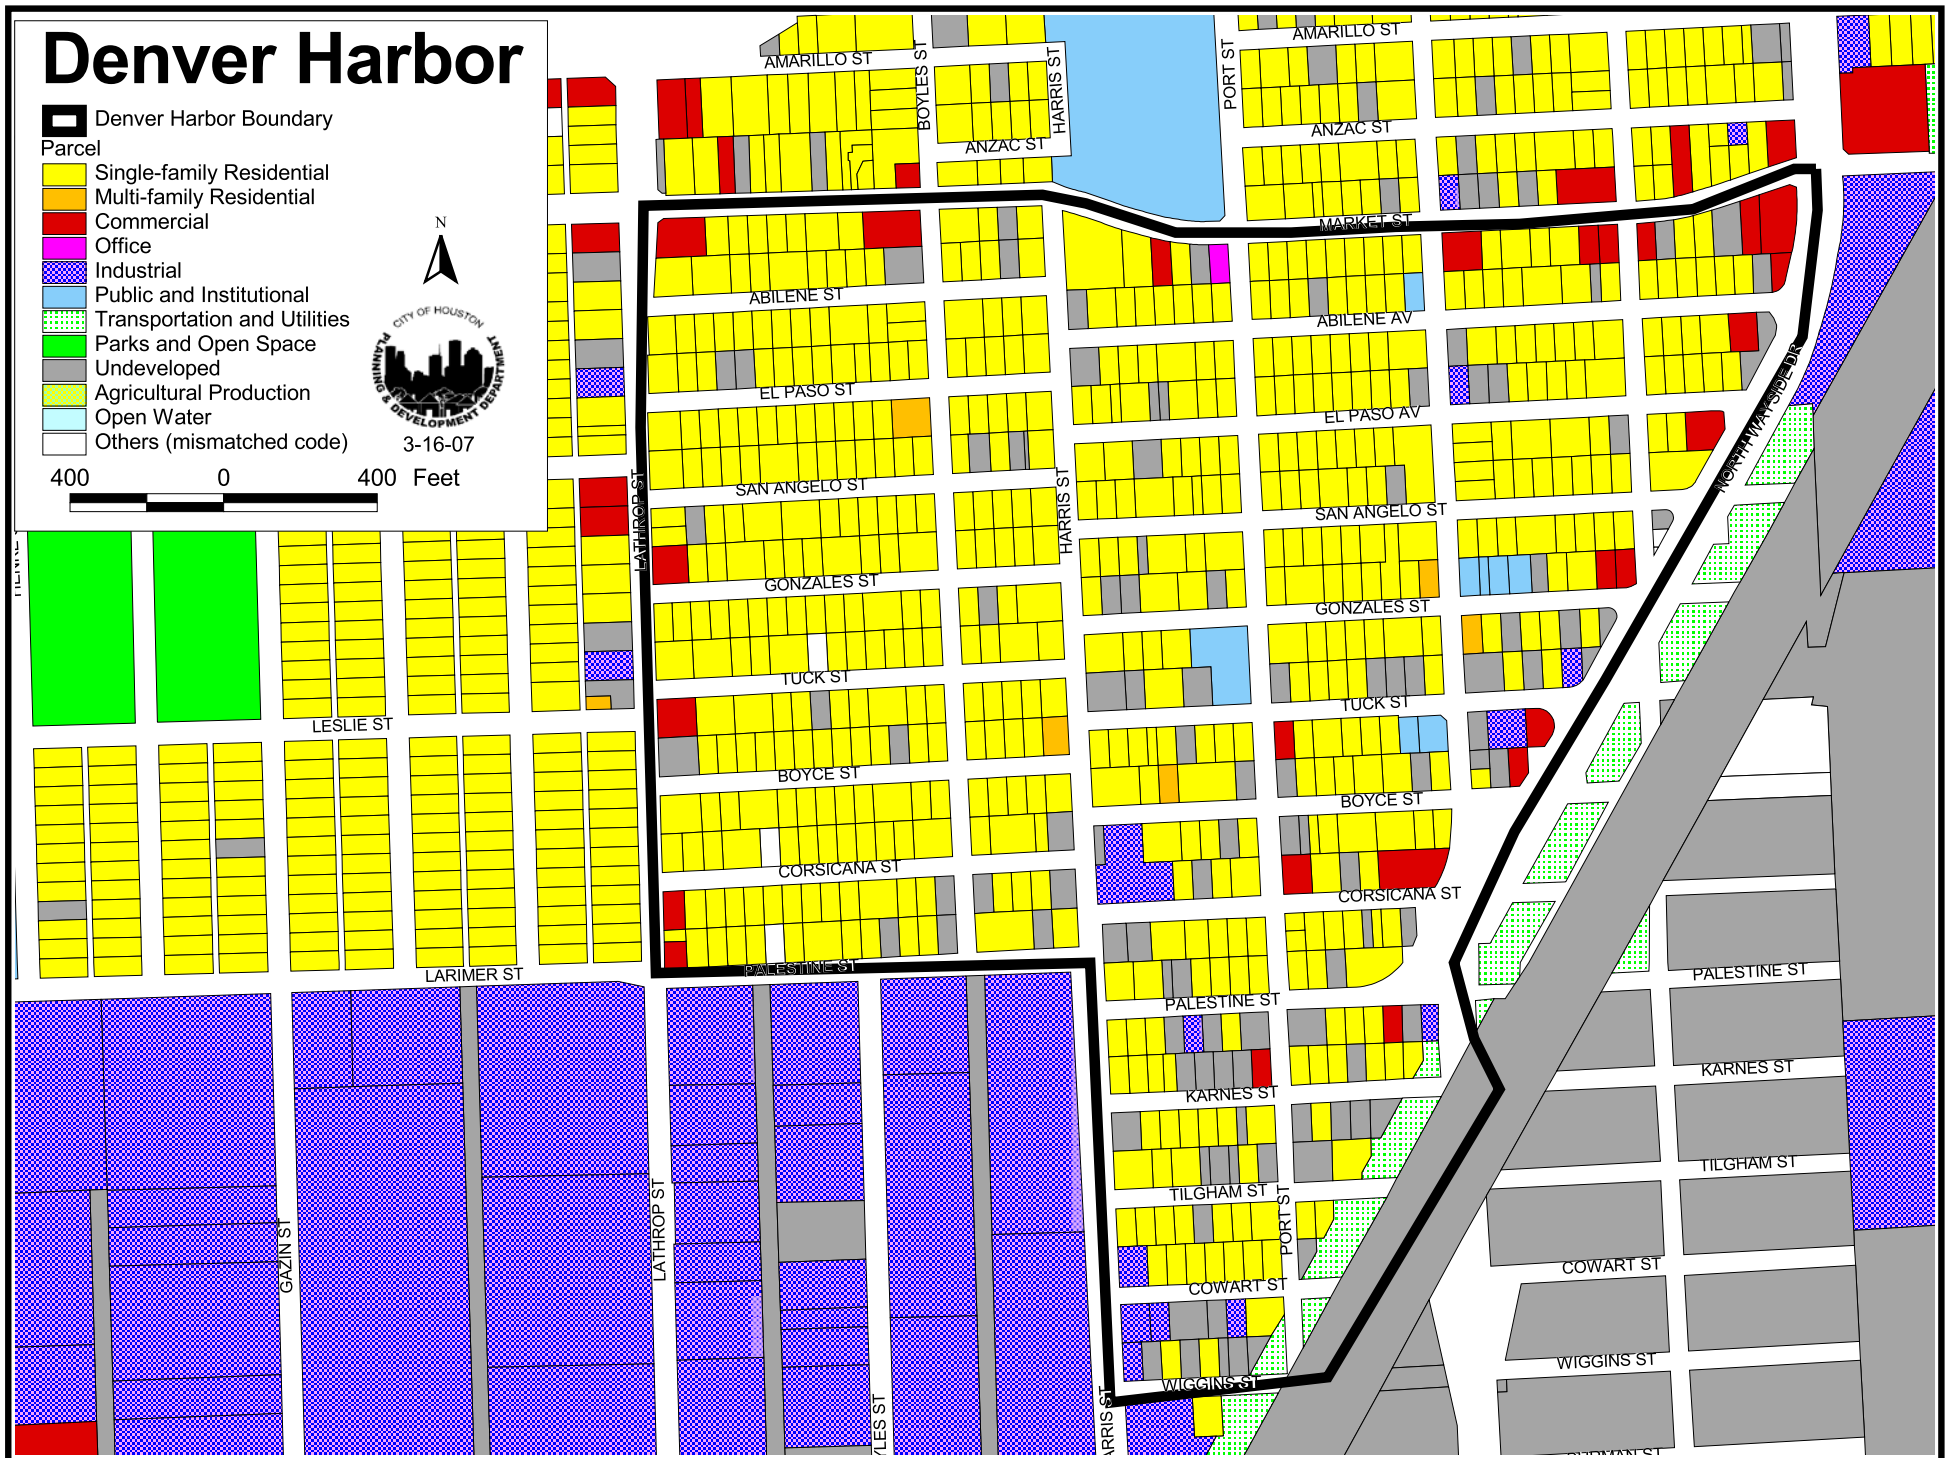 Denver Harbor
Denver Harbor Boundary
Parcel
Single-family Residential
Multi-family Residential
Commercial
Office
Industrial
Public and Institutional
Transportation and Utilities
Parks and Open Space
Undeveloped
Agricultural Production
Open Water
Others (mismatched code)
N
CITY OF HOUSTON
PLANNING & DEVELOPMENT DEPARTMENT
3-16-07
400 0 400 Feet
AMARILLO ST
AMARILLO ST
BOYLES ST
HARRIS ST
PORT ST
ANZAC ST
ANZAC ST
MARKET ST
ABILENE ST
ABILENE AV
EL PASO ST
EL PASO AV
NORTH WAYSIDE DR
SAN ANGELO ST
SAN ANGELO ST
LATHROP ST
HARRIS ST
GONZALES ST
GONZALES ST
TUCK ST
TUCK ST
LESLIE ST
BOYCE ST
BOYCE ST
CORSICANA ST
CORSICANA ST
LARIMER ST
PALESTINE ST
PALESTINE ST
PALESTINE ST
KARNES ST
KARNES ST
TILGHAM ST
TILGHAM ST
GAZIN ST
LATHROP ST
PORT ST
COWART ST
COWART ST
WIGGINS ST
WIGGINS ST
YLES ST
ARRIS ST